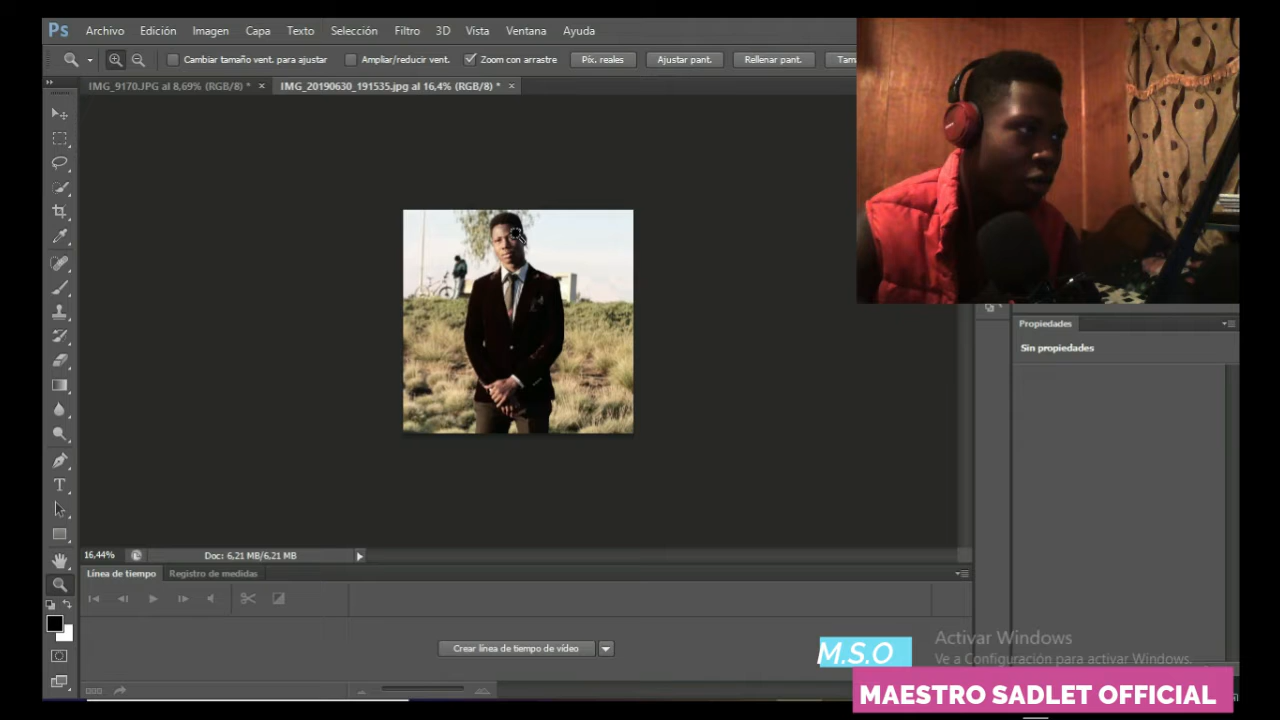 Ps Archivo Edición Imagen Capa Texto Selección Filtro 3D Vista Ventana Ayuda
Cambiar tamaño vent. para ajustar Ampliar/reducir vent. Zoom con arrastre Píx. reales Ajustar pant. Rellenar pant. Tama
IMG_9170.JPG al 8,69% (RGB/8) * × IMG_20190630_191535.jpg al 16,4% (RGB/8) * ×
Propiedades
Sin propiedades
T
16,44% Doc: 6,21 MB/6,21 MB
Línea de tiempo Registro de medidas
Crear línea de tiempo de vídeo
M.S.O
Activar Windows
Ve a Configuración para activar Windows.
MAESTRO SADLET OFFICIAL